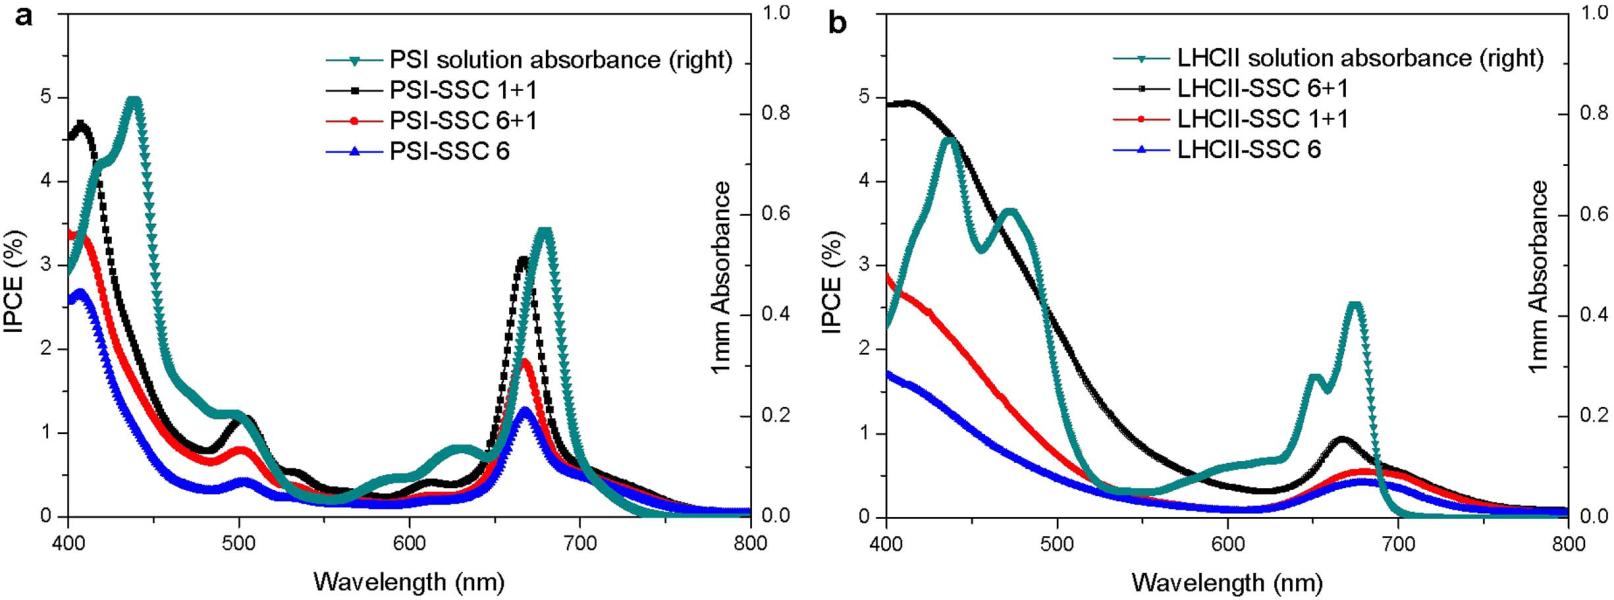 a
PSI solution absorbance (right)
PSI-SSC 1+1
PSI-SSC 6+1
PSI-SSC 6
IPCE (%)
5
4
3
2
1
0
1.0
0.8
0.6
0.4
0.2
0.0
1mm Absorbance
400 500 600 700 800
Wavelength (nm)
b
LHCII solution absorbance (right)
LHCII-SSC 6+1
LHCII-SSC 1+1
LHCII-SSC 6
IPCE (%)
5
4
3
2
1
0
1.0
0.8
0.6
0.4
0.2
0.0
1mm Absorbance
400 500 600 700 800
Wavelength (nm)